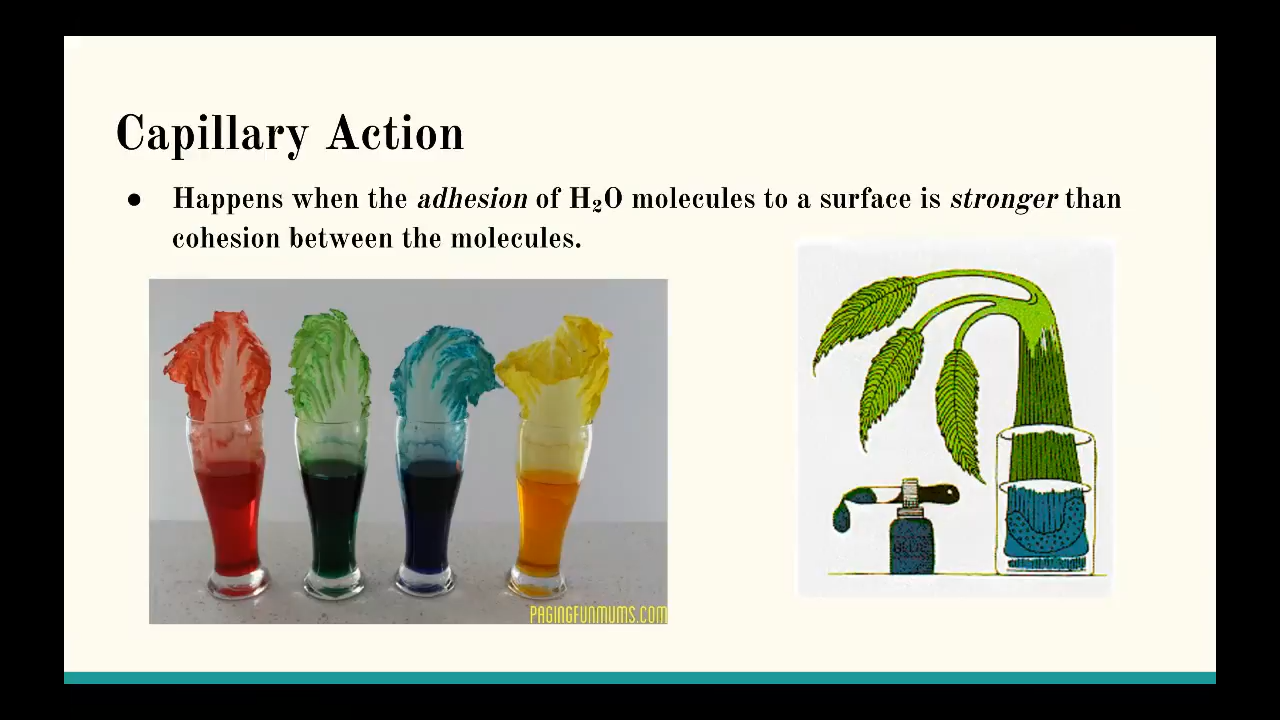 Capillary Action
● Happens when the adhesion of H₂O molecules to a surface is stronger than
cohesion between the molecules.
PAGINGFUNMUMS.COM